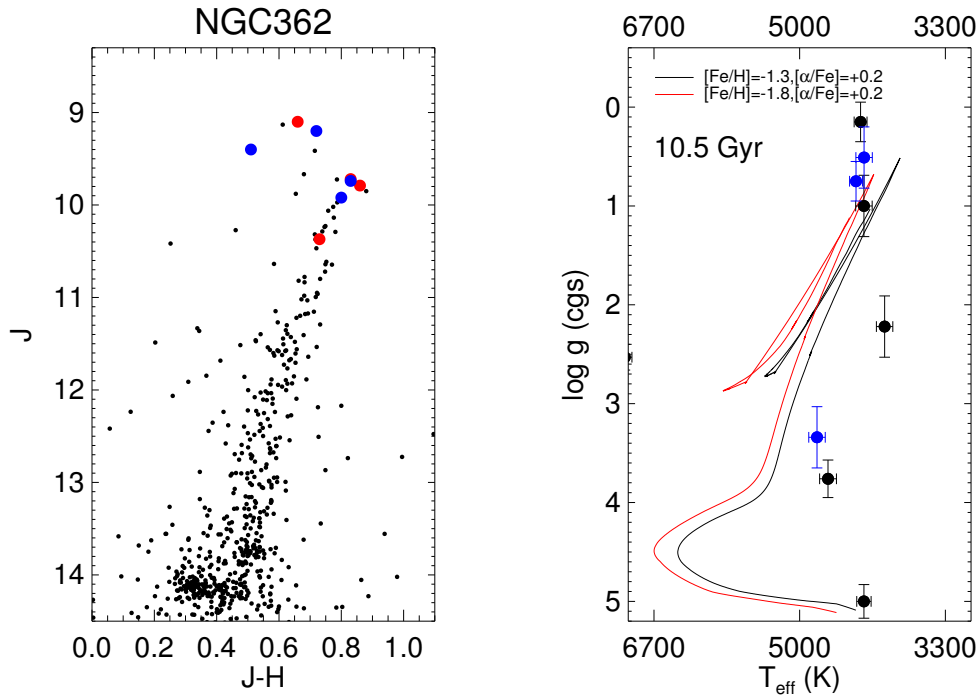 NGC362
9
10
11
12
13
14
J
0.0 0.2 0.4 0.6 0.8 1.0
J-H
6700 5000 3300
[Fe/H]=-1.3,[α/Fe]=+0.2
[Fe/H]=-1.8,[α/Fe]=+0.2
10.5 Gyr
0
1
2
3
4
5
log g (cgs)
6700 5000 3300
Teff (K)